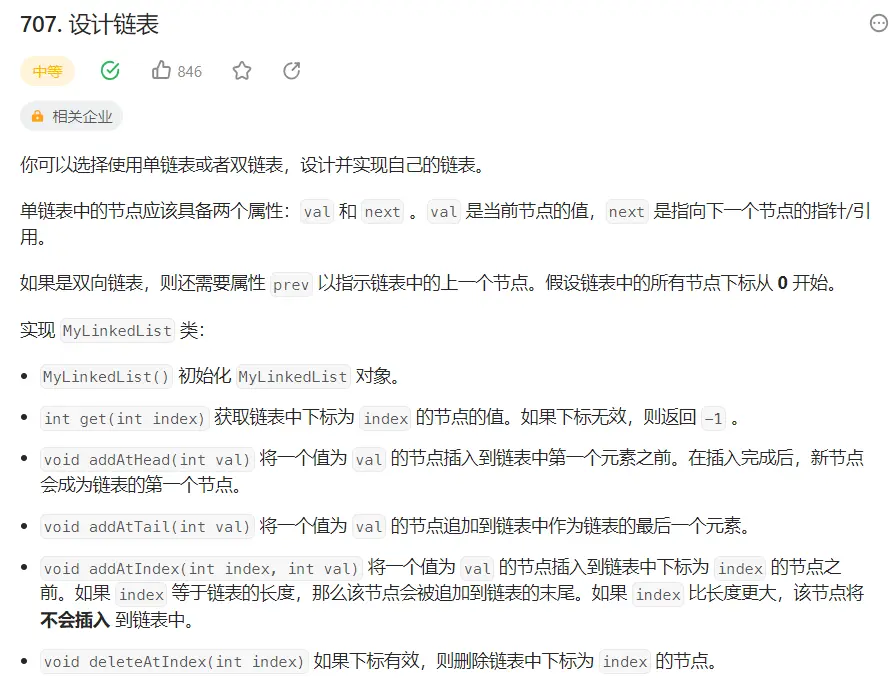 707. 设计链表
中等 846
相关企业
你可以选择使用单链表或者双链表，设计并实现自己的链表。
单链表中的节点应该具备两个属性：val 和 next 。val 是当前节点的值，next 是指向下一个节点的指针/引
用。
如果是双向链表，则还需要属性 prev 以指示链表中的上一个节点。假设链表中的所有节点下标从 0 开始。
实现 MyLinkedList 类：
• MyLinkedList() 初始化 MyLinkedList 对象。
• int get(int index) 获取链表中下标为 index 的节点的值。如果下标无效，则返回 -1 。
• void addAtHead(int val) 将一个值为 val 的节点插入到链表中第一个元素之前。在插入完成后，新节点
会成为链表的第一个节点。
• void addAtTail(int val) 将一个值为 val 的节点追加到链表中作为链表的最后一个元素。
• void addAtIndex(int index, int val) 将一个值为 val 的节点插入到链表中下标为 index 的节点之
前。如果 index 等于链表的长度，那么该节点会被追加到链表的末尾。如果 index 比长度更大，该节点将
不会插入 到链表中。
• void deleteAtIndex(int index) 如果下标有效，则删除链表中下标为 index 的节点。